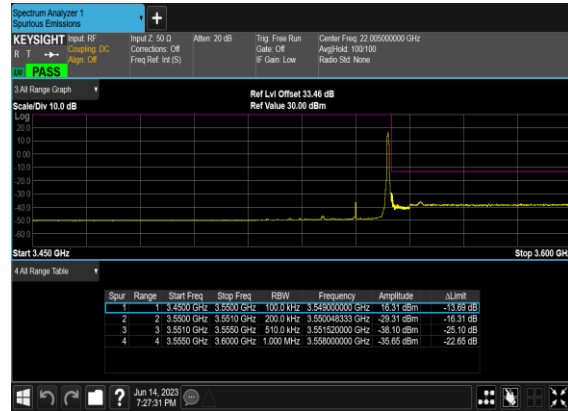 Spectrum Analyzer 1
Spurious Emissions
+
KEYSIGHT Input: RF Input Z: 50 Ω Atten: 20 dB Trig: Free Run Center Freq: 22.005000000 GHz
R T Coupling: DC Corrections: Off Gate: Off Avg|Hold: 100/100
Align: Off Freq Ref: Int (S) IF Gain: Low Radio Std: None
LW PASS
3 All Range Graph Ref Lvl Offset 33.46 dB
Scale/Div 10.0 dB Ref Value 30.00 dBm
Log
20.0
10.0
0.00
-10.0
-20.0
-30.0
-40.0
-50.0
-60.0
Start 3.450 GHz Stop 3.600 GHz
4 All Range Table
Spur Range Start Freq Stop Freq RBW Frequency Amplitude ΔLimit
1 1 3.4500 GHz 3.5500 GHz 100.0 kHz 3.549000000 GHz 16.31 dBm -13.69 dB
2 2 3.5500 GHz 3.5510 GHz 200.0 kHz 3.550048333 GHz -29.31 dBm -16.31 dB
3 3 3.5510 GHz 3.5550 GHz 510.0 kHz 3.551520000 GHz -38.10 dBm -25.10 dB
4 4 3.5550 GHz 3.6000 GHz 1.000 MHz 3.558000000 GHz -35.65 dBm -22.65 dB
? Jun 14, 2023
7:27:31 PM